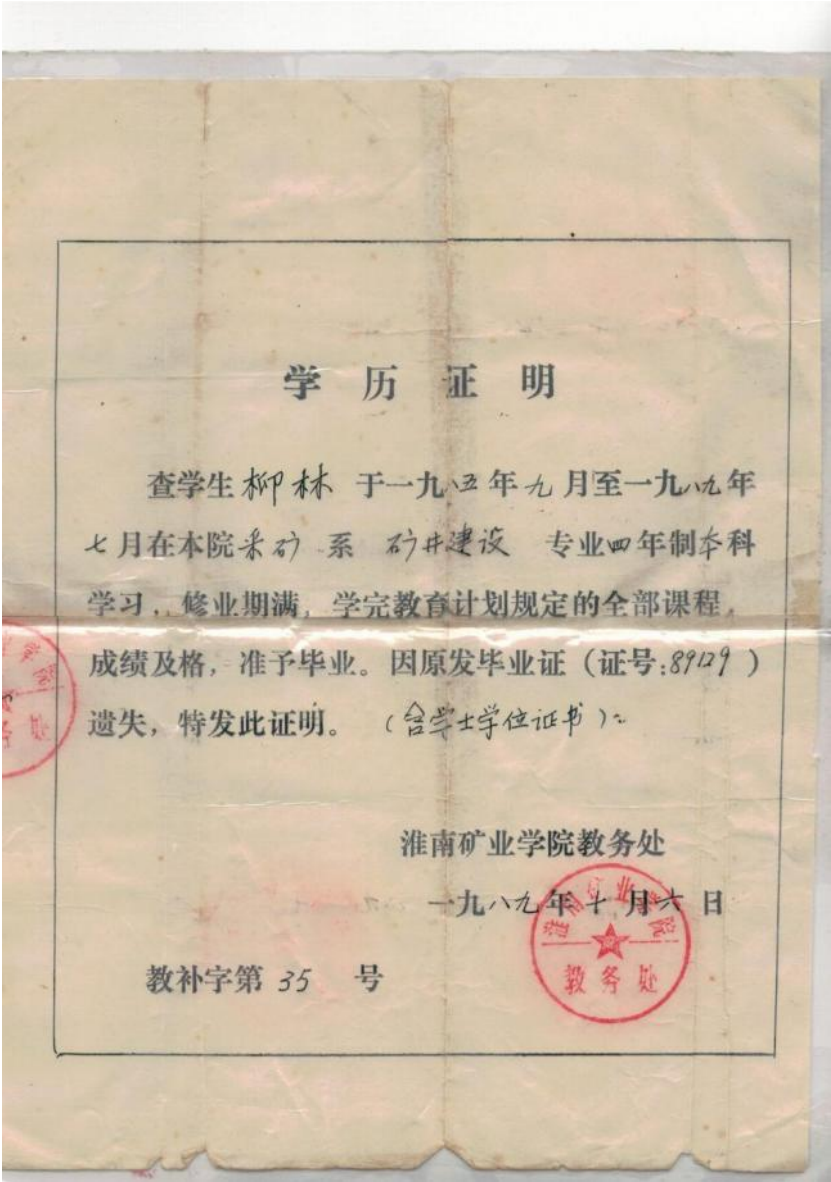 学历证明
查学生柳林 于一九八五年九月至一九八九年
七月在本院采矿 系 矿井建设 专业四年制本科
学习,修业期满,学完教育计划规定的全部课程,
成绩及格,准予毕业。因原发毕业证(证号:89129)
遗失,特发此证明。(含学士学位证书)。
淮南矿业学院教务处
一九八九年十月六日
淮南矿业学院
教务处
教补字第 35 号